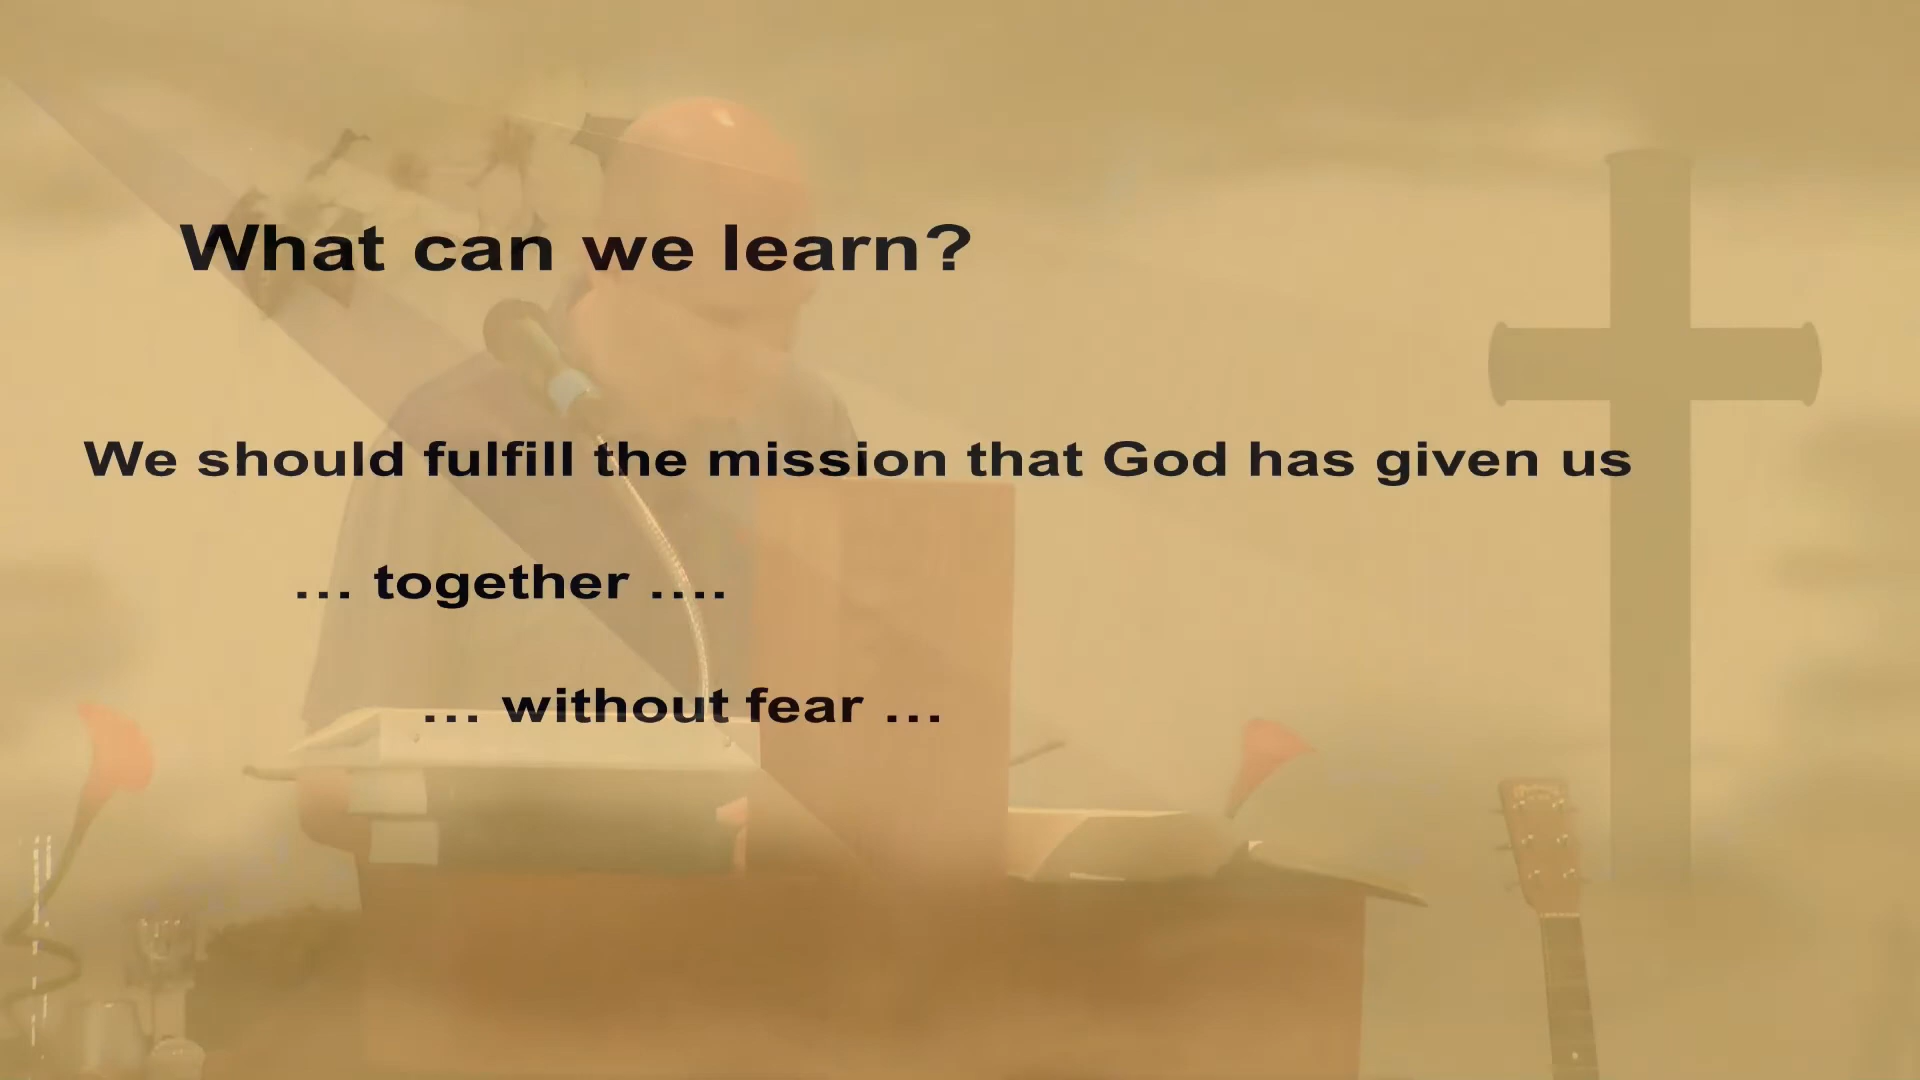 What can we learn?
We should fulfill the mission that God has given us
... together ....
... without fear ...